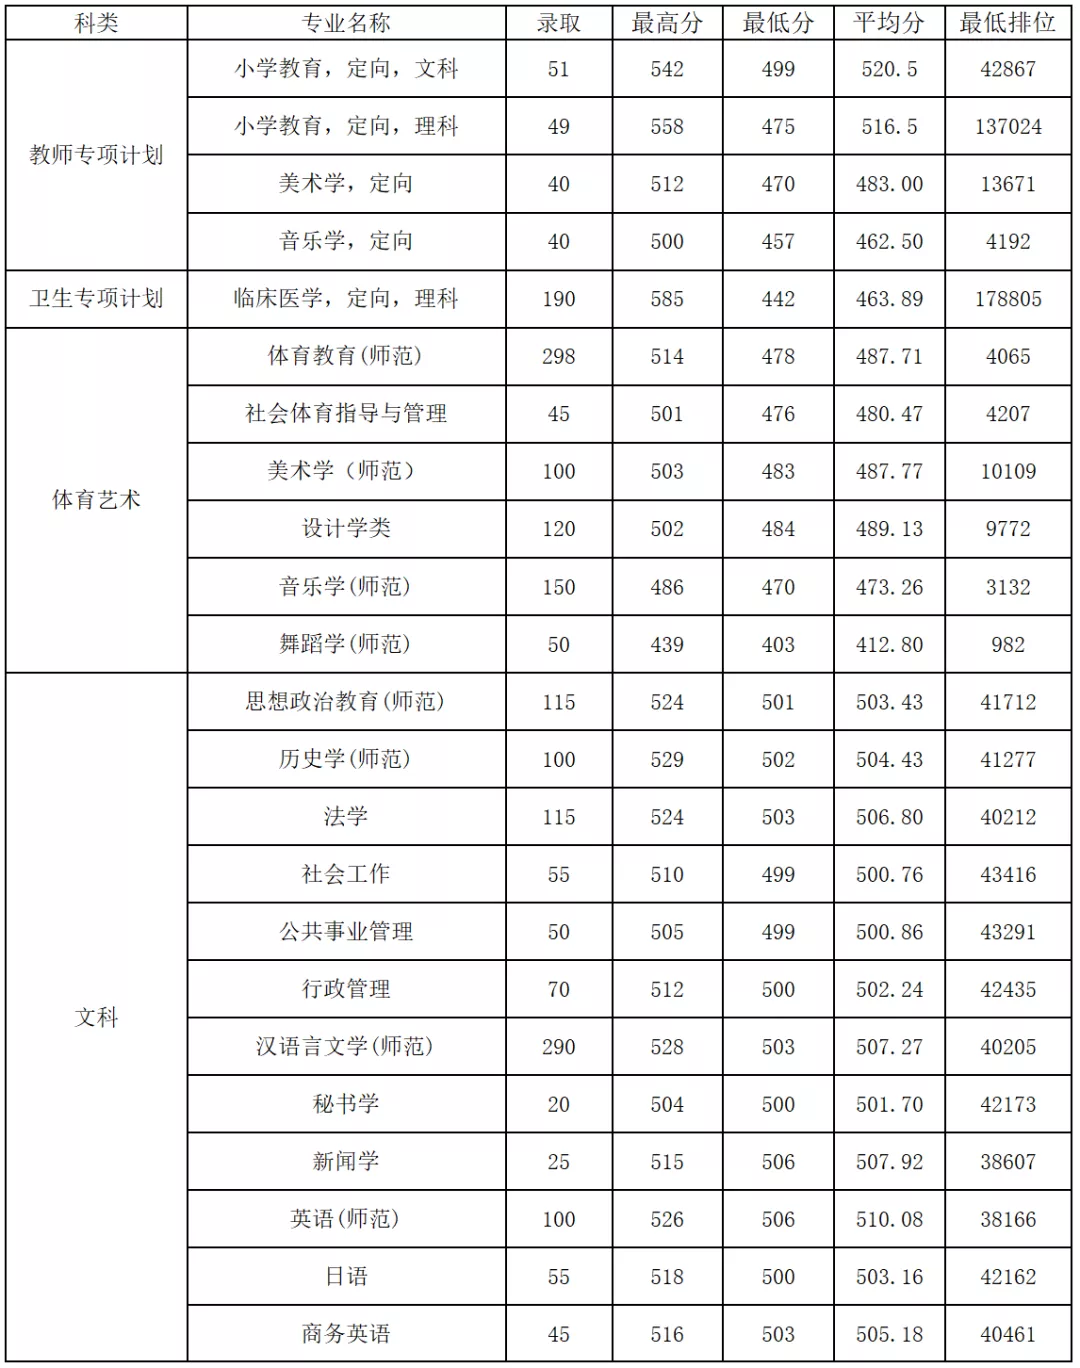 科类 专业名称 录取 最高分 最低分 平均分 最低排位
教师专项计划 小学教育，定向，文科 51 542 499 520.5 42867
小学教育，定向，理科 49 558 475 516.5 137024
美术学，定向 40 512 470 483.00 13671
音乐学，定向 40 500 457 462.50 4192
卫生专项计划 临床医学，定向，理科 190 585 442 463.89 178805
体育艺术 体育教育(师范) 298 514 478 487.71 4065
社会体育指导与管理 45 501 476 480.47 4207
美术学（师范） 100 503 483 487.77 10109
设计学类 120 502 484 489.13 9772
音乐学(师范) 150 486 470 473.26 3132
舞蹈学(师范) 50 439 403 412.80 982
文科 思想政治教育(师范) 115 524 501 503.43 41712
历史学(师范) 100 529 502 504.43 41277
法学 115 524 503 506.80 40212
社会工作 55 510 499 500.76 43416
公共事业管理 50 505 499 500.86 43291
行政管理 70 512 500 502.24 42435
汉语言文学(师范) 290 528 503 507.27 40205
秘书学 20 504 500 501.70 42173
新闻学 25 515 506 507.92 38607
英语(师范) 100 526 506 510.08 38166
日语 55 518 500 503.16 42162
商务英语 45 516 503 505.18 40461